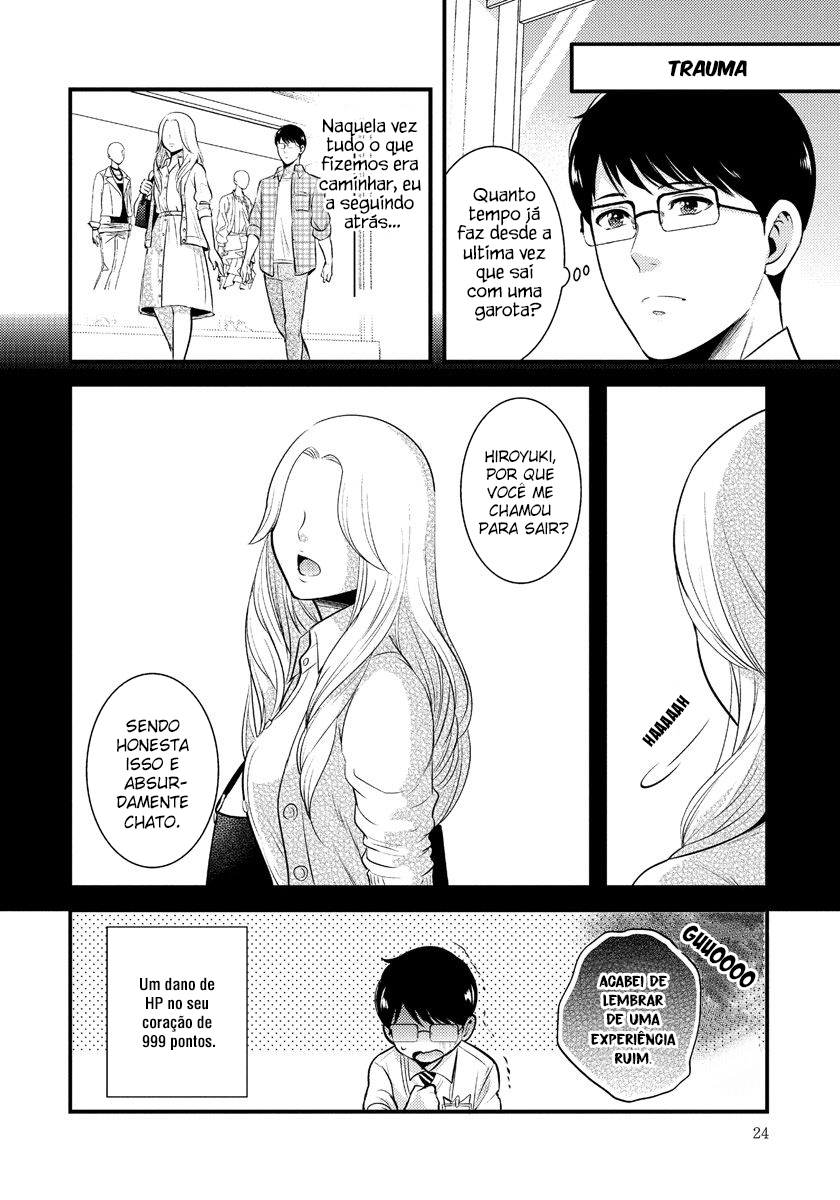 TRAUMA
Quanto
tempo já
faz desde a
ultima vez
que saí
com uma
garota?
Naquela vez
tudo o que
fizemos era
caminhar, eu
a seguindo
atrás...
HAAAAAH
HIROYUKI,
POR QUE
VOCÊ ME
CHAMOU
PARA SAIR?
SENDO
HONESTA
ISSO E
ABSUR-
DAMENTE
CHATO.
GUUOOOO
ACABEI DE
LEMBRAR
DE UMA
EXPERIÊNCIA
RUIM.
Um dano de
HP no seu
coração de
999 pontos.
24